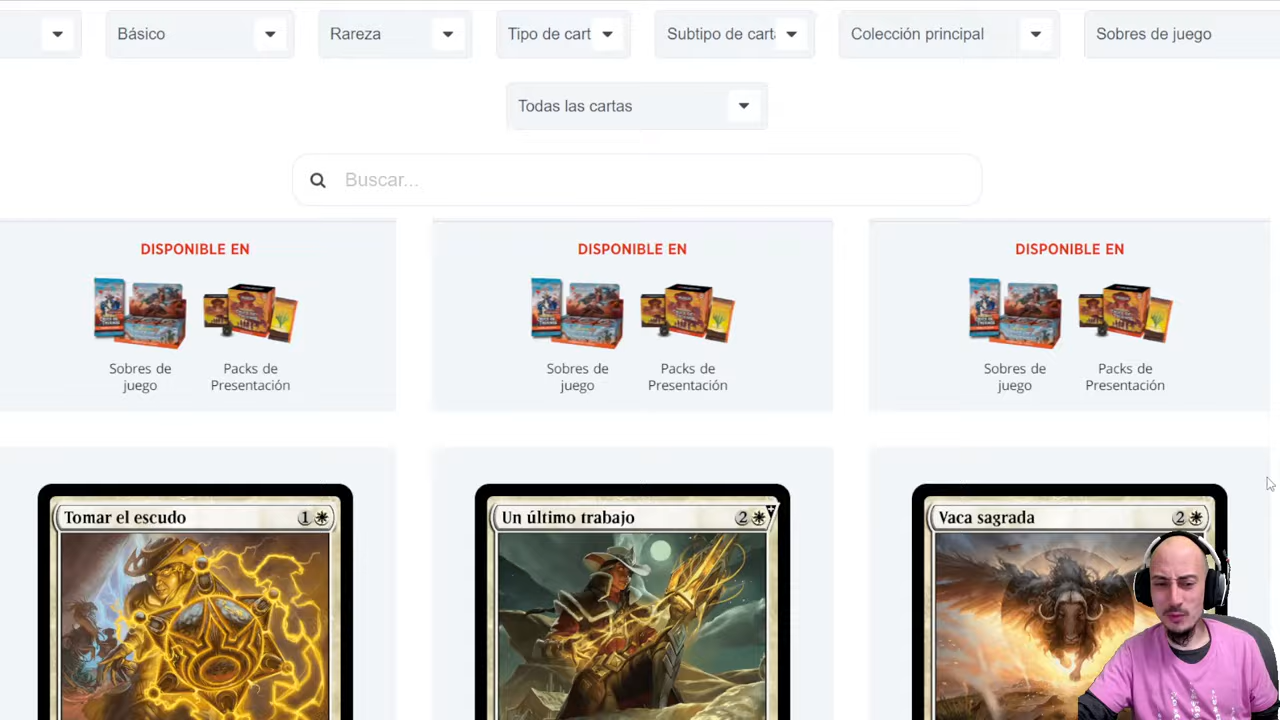 Básico
Rareza
Tipo de cart
Subtipo de carta
Colección principal
Sobres de juego
Todas las cartas
Buscar...
DISPONIBLE EN
DISPONIBLE EN
DISPONIBLE EN
Sobres de
juego
Packs de
Presentación
Sobres de
juego
Packs de
Presentación
Sobres de
juego
Packs de
Presentación
Tomar el escudo 1
Un último trabajo 2
Vaca sagrada 2